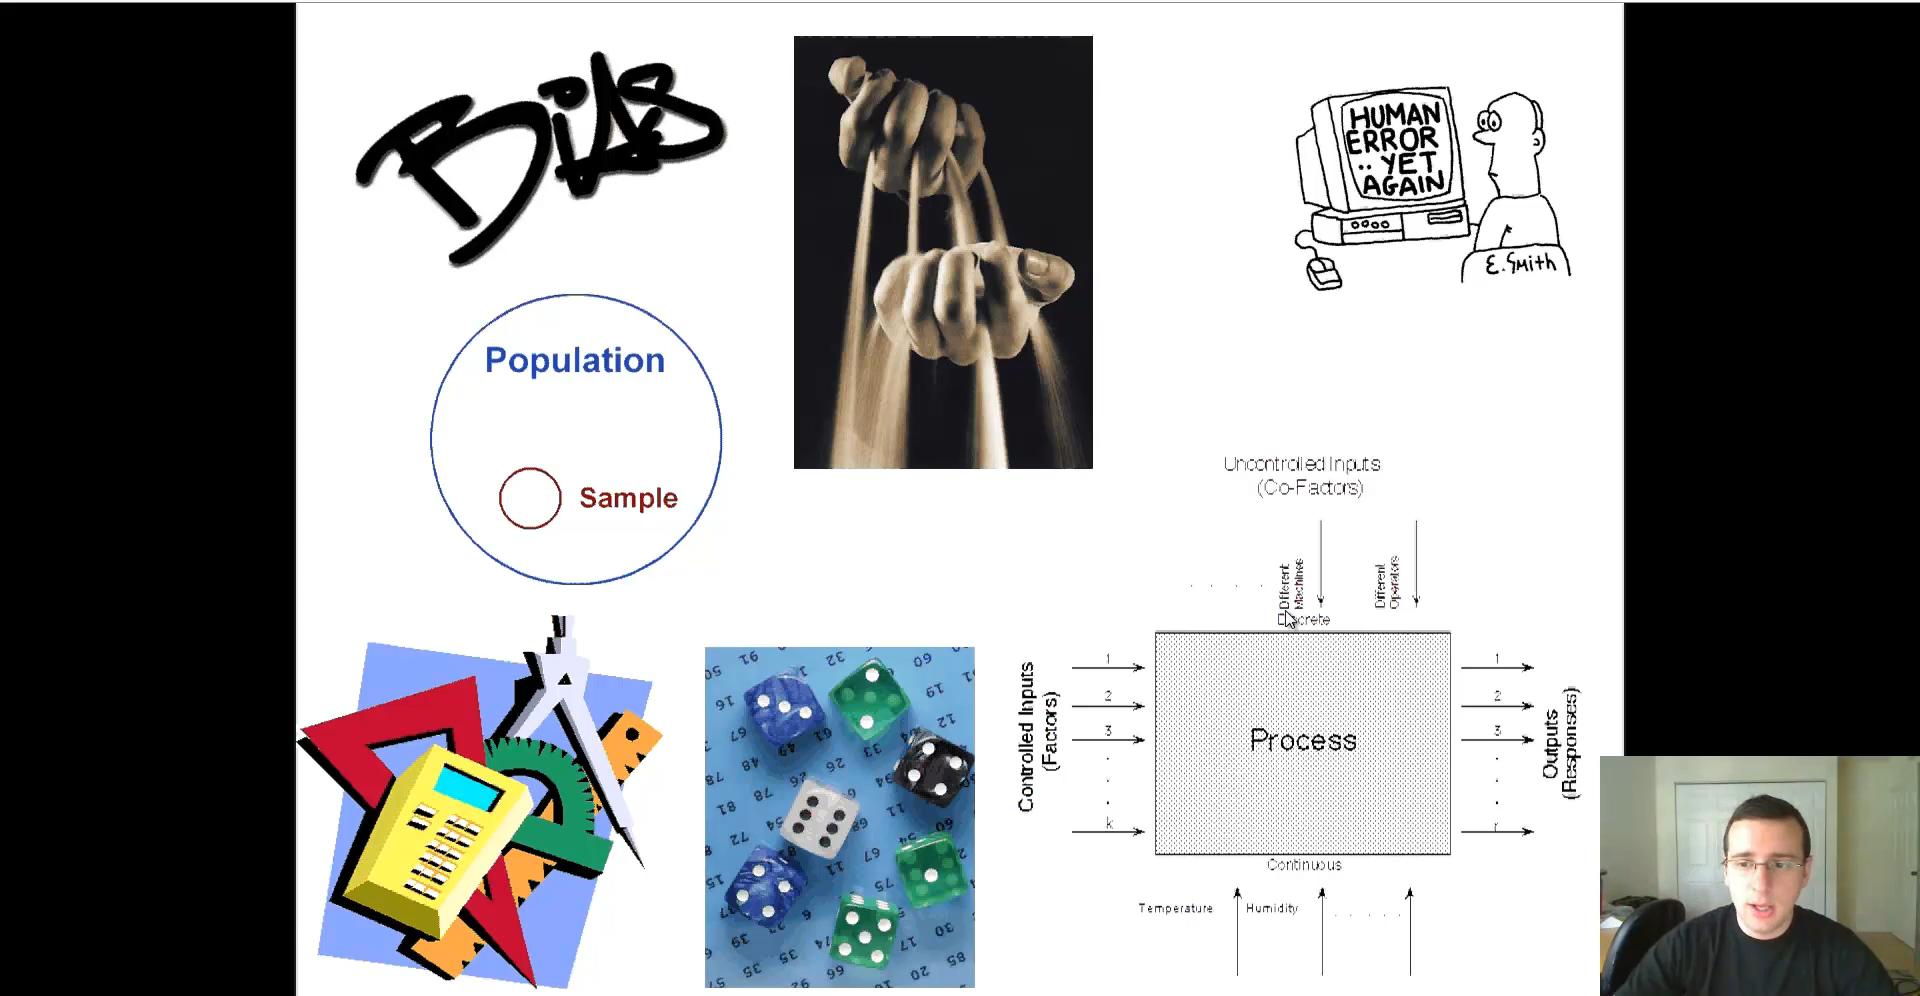 Bias
HUMAN
ERROR
.. YET
AGAIN
E. Smith
Population
Sample
Uncontrolled Inputs
(Co-Factors)
Different
Machines
Different
Operators
Discrete
Controlled Inputs
(Factors)
1
2
3
k
Process
1
2
3
r
Outputs
(Responses)
Continuous
Temperature
Humidity